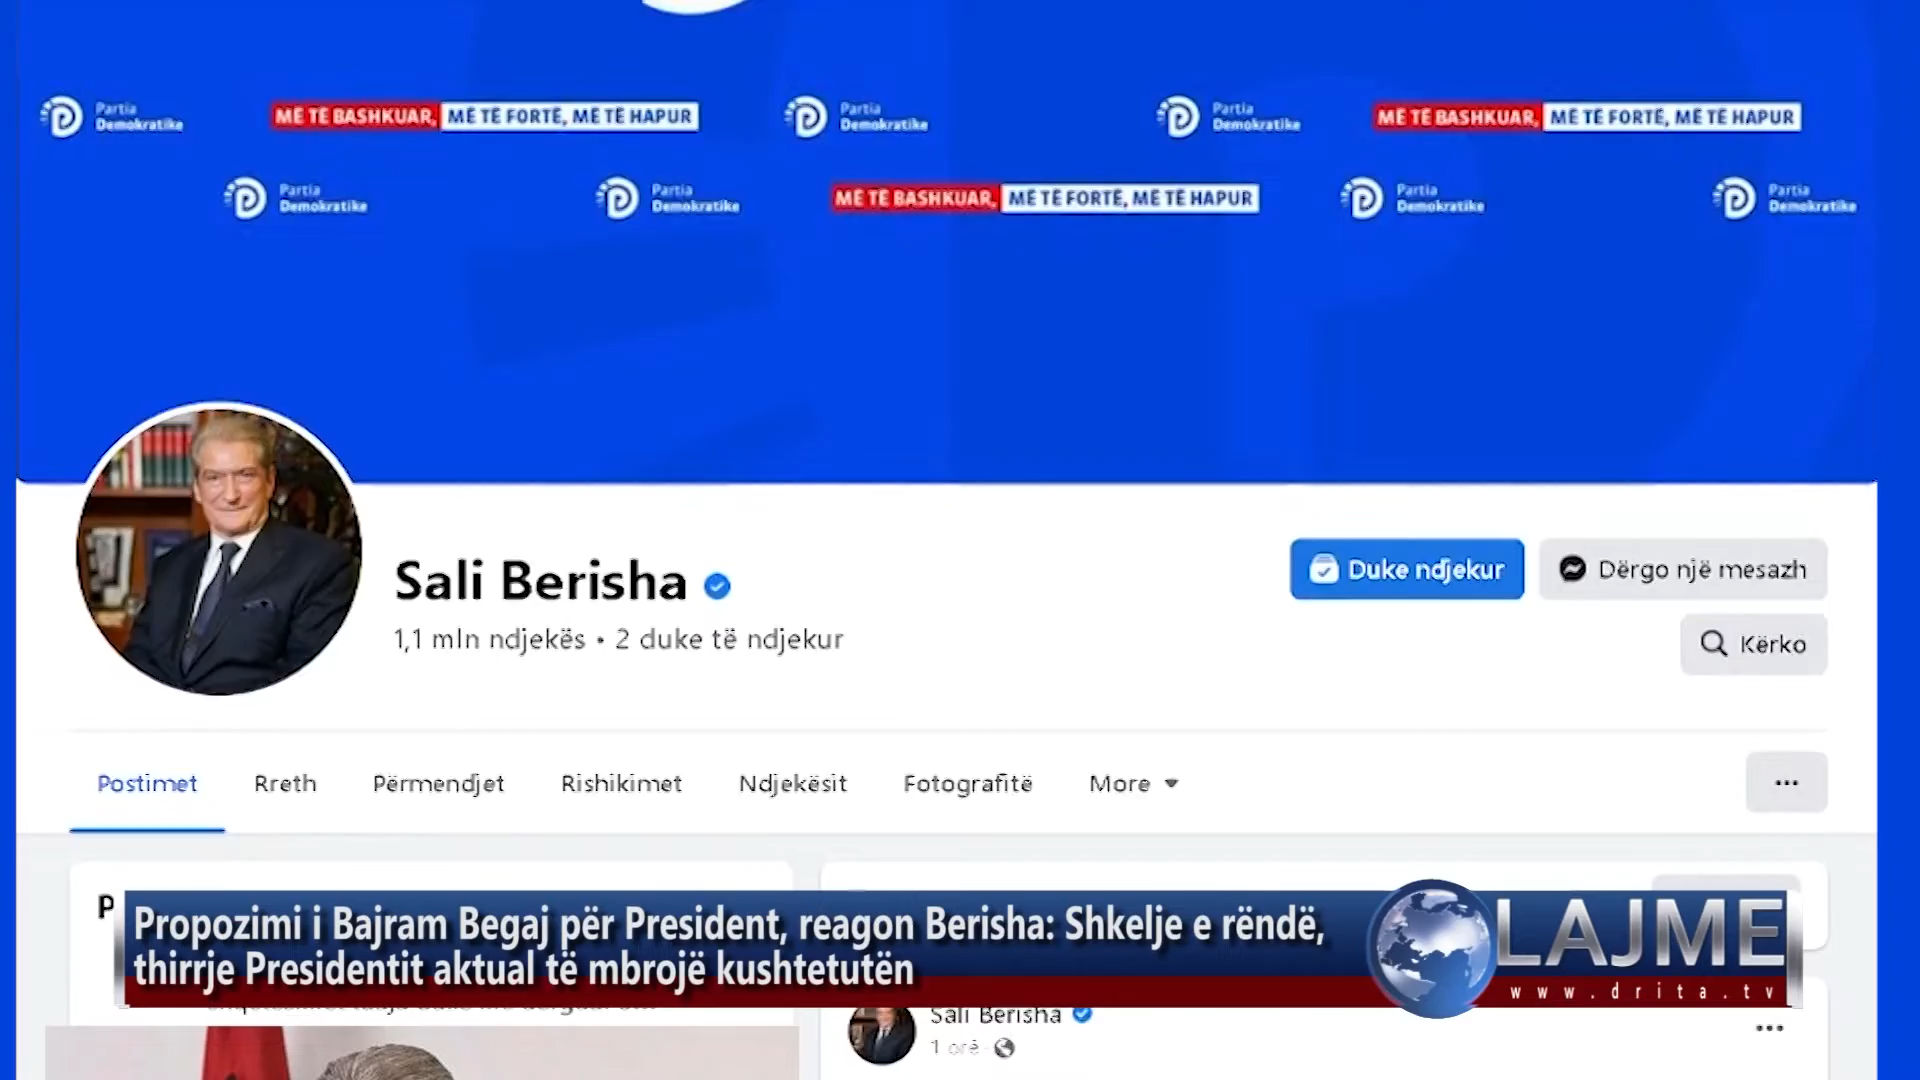 Partia
Demokratike
MË TË BASHKUAR, MË TË FORTË, MË TË HAPUR
Partia
Demokratike
Partia
Demokratike
MË TË BASHKUAR, MË TË FORTË, MË TË HAPUR
Partia
Demokratike
Partia
Demokratike
MË TË BASHKUAR, MË TË FORTË, MË TË HAPUR
Partia
Demokratike
Partia
Demokratike
Sali Berisha
1,1 mln ndjekës • 2 duke të ndjekur
Duke ndjekur
Dërgo një mesazh
Kërko
Postimet
Rreth
Përmendjet
Rishikimet
Ndjekësit
Fotografitë
More
Propozimi i Bajram Begaj për President, reagon Berisha: Shkelje e rëndë,
thirrje Presidentit aktual të mbrojë kushtetutën
LAJME
www.drita.tv
Sali Berisha
1 orë